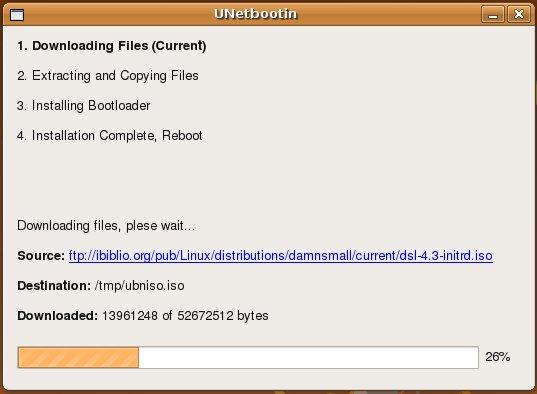 UNetbootin
1. Downloading Files (Current)
2. Extracting and Copying Files
3. Installing Bootloader
4. Installation Complete, Reboot
Downloading files, plese wait...
Source: ftp://ibiblio.org/pub/Linux/distributions/damnsmall/current/dsl-4.3-initrd.iso
Destination: /tmp/ubniso.iso
Downloaded: 13961248 of 52672512 bytes
26%